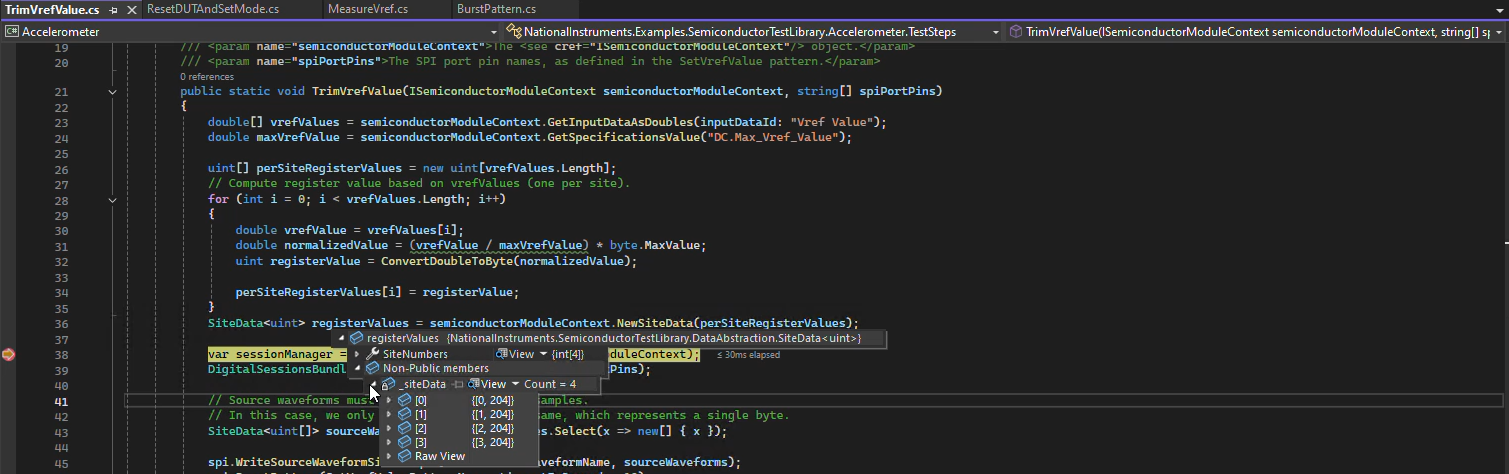 TrimVrefValue.cs ResetDUTAndSetMode.cs MeasureVref.cs BurstPattern.cs
C# Accelerometer NationalInstruments.Examples.SemiconductorTestLibrary.Accelerometer.TestSteps TrimVrefValue(ISemiconductorModuleContext semiconductorModuleContext, string[] spi
19 /// <param name="semiconductorModuleContext">The <see cref="ISemiconductorModuleContext"/> object.</param>
20 /// <param name="spiPortPins">The SPI port pin names, as defined in the SetVrefValue pattern.</param>
0 references
21 public static void TrimVrefValue(ISemiconductorModuleContext semiconductorModuleContext, string[] spiPortPins)
22 {
23 double[] vrefValues = semiconductorModuleContext.GetInputDataAsDoubles(inputDataId: "Vref Value");
24 double maxVrefValue = semiconductorModuleContext.GetSpecificationsValue("DC.Max_Vref_Value");
25
26 uint[] perSiteRegisterValues = new uint[vrefValues.Length];
27 // Compute register value based on vrefValues (one per site).
28 for (int i = 0; i < vrefValues.Length; i++)
29 {
30 double vrefValue = vrefValues[i];
31 double normalizedValue = (vrefValue / maxVrefValue) * byte.MaxValue;
32 uint registerValue = ConvertDoubleToByte(normalizedValue);
33
34 perSiteRegisterValues[i] = registerValue;
35 }
36 SiteData<uint> registerValues = semiconductorModuleContext.NewSiteData(perSiteRegisterValues);
37 registerValues {NationalInstruments.SemiconductorTestLibrary.DataAbstraction.SiteData<uint>}
38 var sessionManager = SiteNumbers View {int[4]} duleContext); ≤ 30ms elapsed
39 DigitalSessionsBundl Non-Public members Pins);
40 _siteData View Count = 4
41 // Source waveforms mus [0] {[0, 204]} amples.
42 // In this case, we only [1] {[1, 204]} ame, which represents a single byte.
43 SiteData<uint[]> sourceWa [2] {[2, 204]} es.Select(x => new[] { x });
44 [3] {[3, 204]}
45 spi.WriteSourceWaveformSi Raw View aveformName, sourceWaveforms);